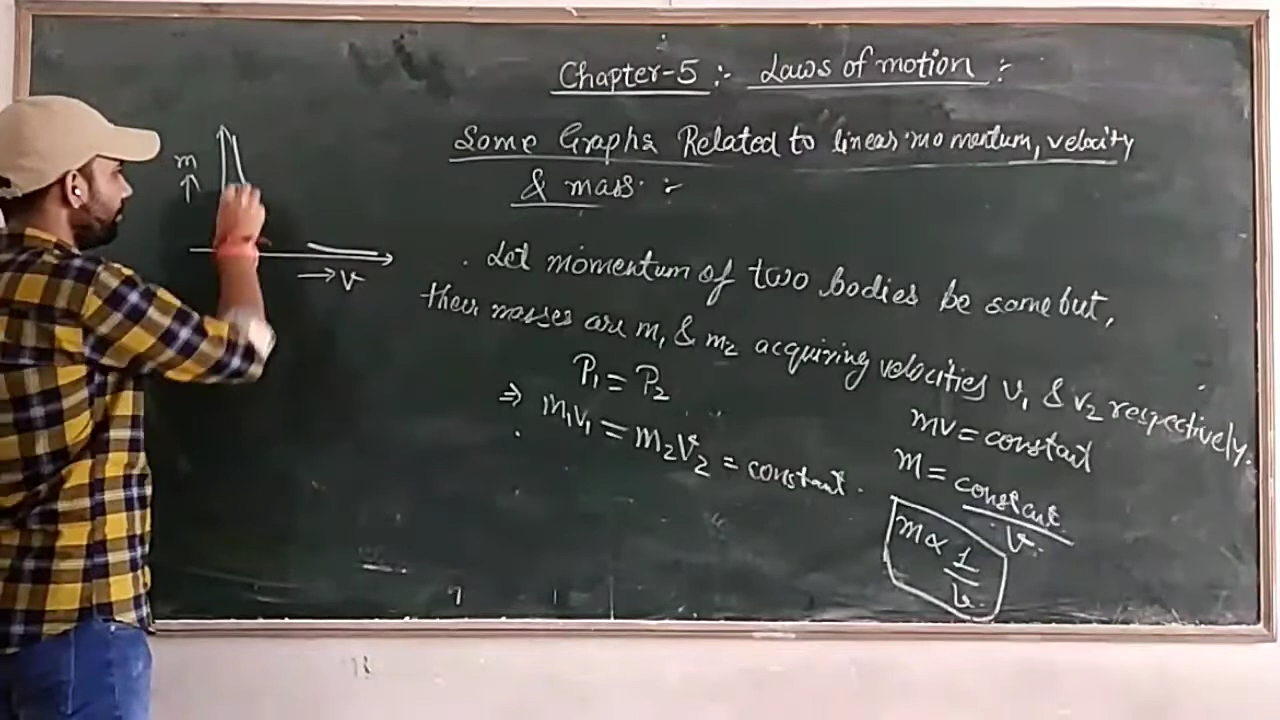 Chapter-5 :- Laws of motion :-
Some Graphs Related to linear momentum, velocity
& mass :-
m
↑
→ v
. Let momentum of two bodies be same but,
their masses are m₁ & m₂ acquiring velocities v₁ & v₂ respectively.
P₁ = P₂
⇒ m₁v₁ = m₂v₂ = constant.
mv = constant
m = constant/v.
m ∝ 1/v.